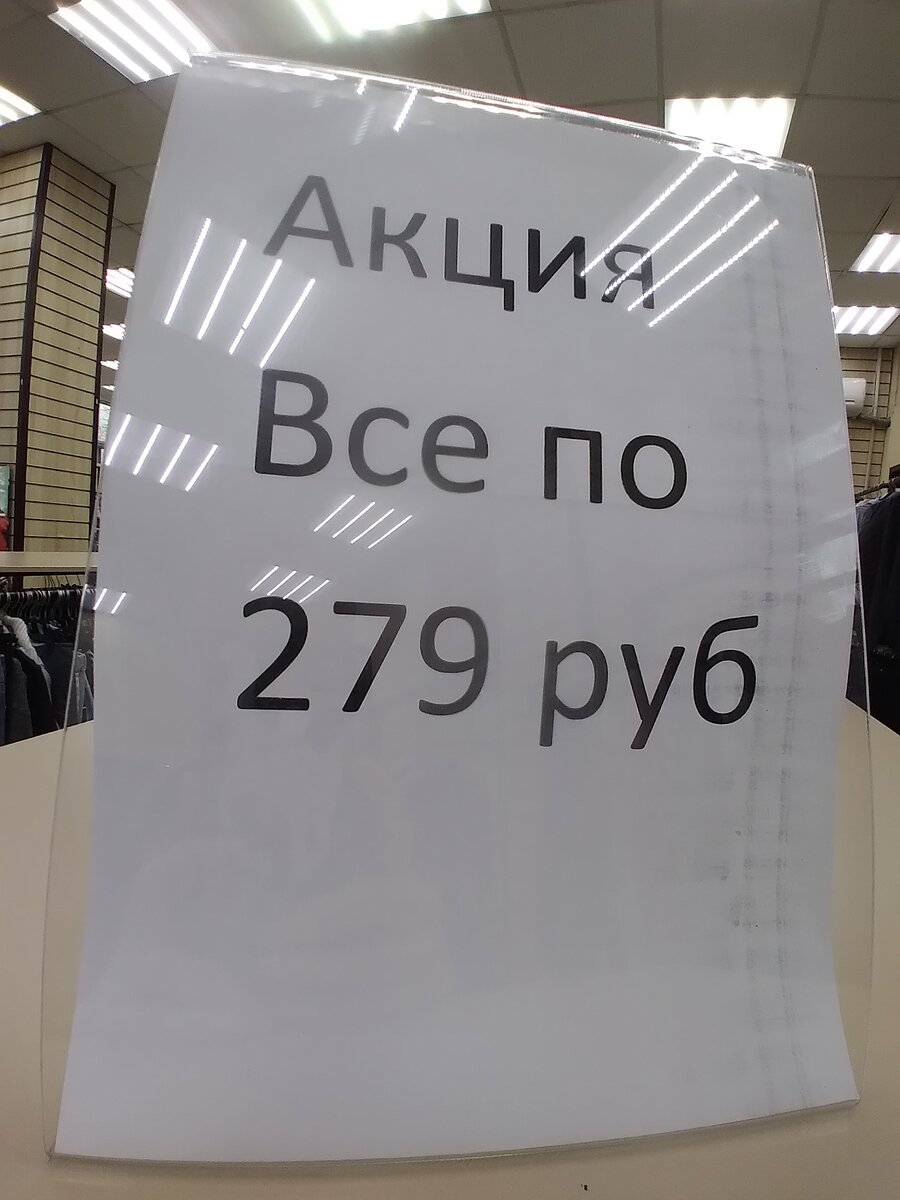 Акция
Все по
279 руб